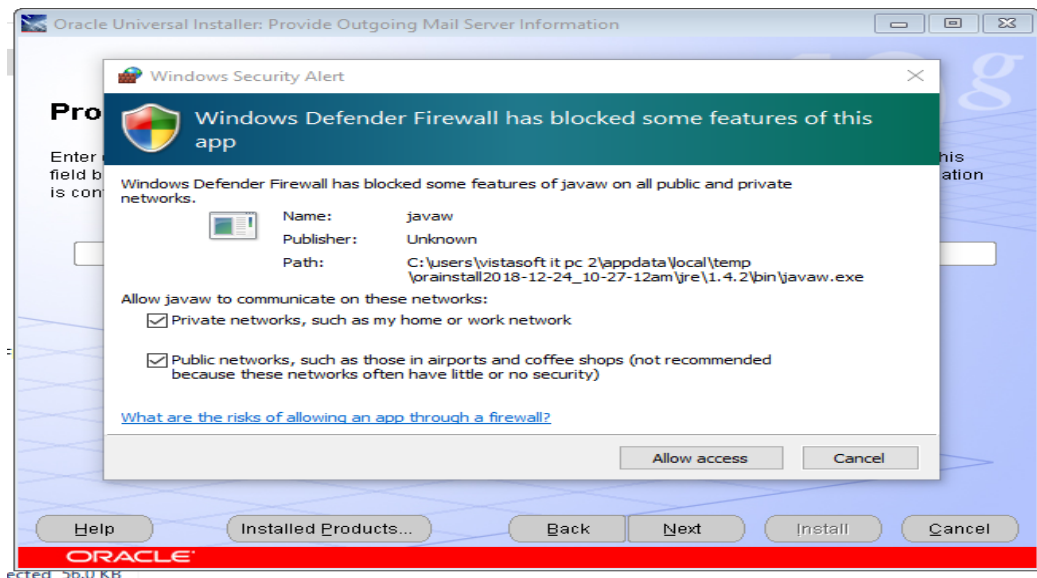 Oracle Universal Installer: Provide Outgoing Mail Server Information
10g
Windows Security Alert
Pro
Windows Defender Firewall has blocked some features of this
app
Enter
his
field b
ation
is con
Windows Defender Firewall has blocked some features of javaw on all public and private
networks.
Name: javaw
Publisher: Unknown
Path: C:\users\vistasoft it pc 2\appdata\local\temp
\orainstall2018-12-24_10-27-12am\jre\1.4.2\bin\javaw.exe
Allow javaw to communicate on these networks:
Private networks, such as my home or work network
Public networks, such as those in airports and coffee shops (not recommended
because these networks often have little or no security)
What are the risks of allowing an app through a firewall?
Allow access Cancel
Help Installed Products... Back Next Install Cancel
ORACLE
ected 56.0 KB